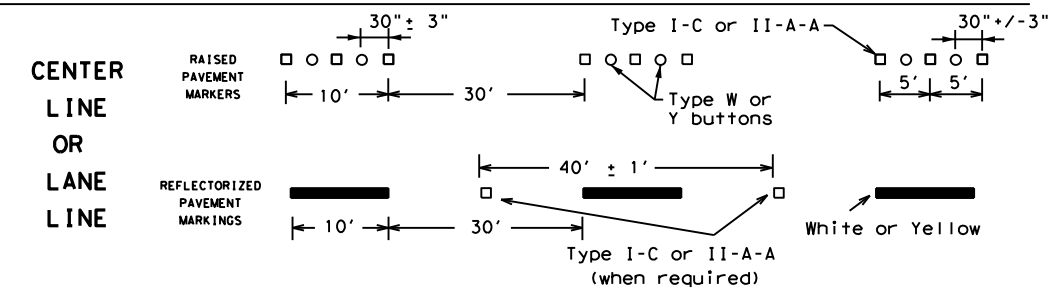 CENTER
LINE
OR
LANE
LINE
RAISED
PAVEMENT
MARKERS
30"± 3"
10'
30'
Type I-C or II-A-A
Type W or
Y buttons
30"+/-3"
5'
5'
REFLECTORIZED
PAVEMENT
MARKINGS
10'
30'
40' ± 1'
Type I-C or II-A-A
(when required)
White or Yellow